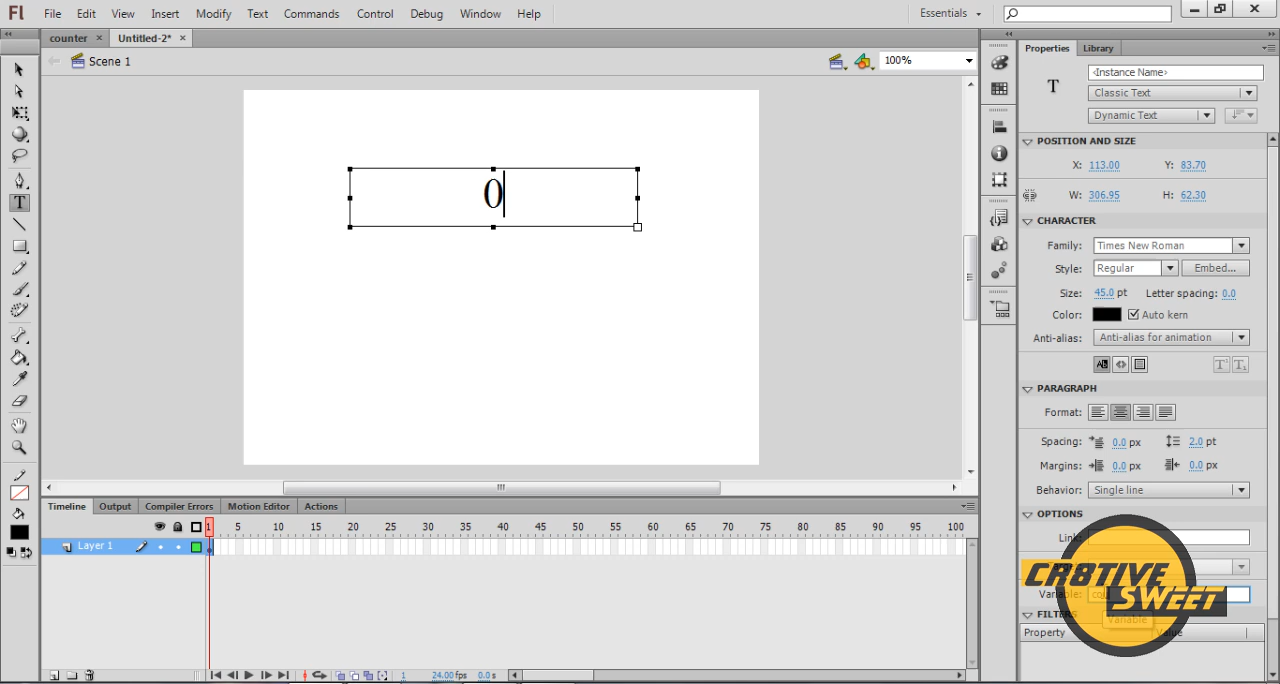 Fl File Edit View Insert Modify Text Commands Control Debug Window Help Essentials
counter × Untitled-2* ×
Scene 1 100%
0
Properties Library
T <Instance Name>
Classic Text
Dynamic Text
POSITION AND SIZE
X: 113.00 Y: 83.70
W: 306.95 H: 62.30
CHARACTER
Family: Times New Roman
Style: Regular Embed...
Size: 45.0 pt Letter spacing: 0.0
Color: Auto kern
Anti-alias: Anti-alias for animation
PARAGRAPH
Format:
Spacing: 0.0 px 2.0 pt
Margins: 0.0 px 0.0 px
Behavior: Single line
OPTIONS
Link:
Variable:
CR8TIVE
SWEET
Variable
FILTERS
Property Value
Timeline Output Compiler Errors Motion Editor Actions
1 5 10 15 20 25 30 35 40 45 50 55 60 65 70 75 80 85 90 95 100
Layer 1
1 24.00 fps 0.0 s